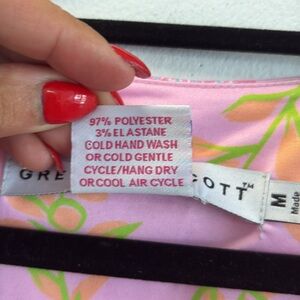 97% POLYESTER
3% ELASTANE
COLD HAND WASH
OR COLD GENTLE
CYCLE/HANG DRY
OR COOL AIR CYCLE
GRE
COTT™
M
Made